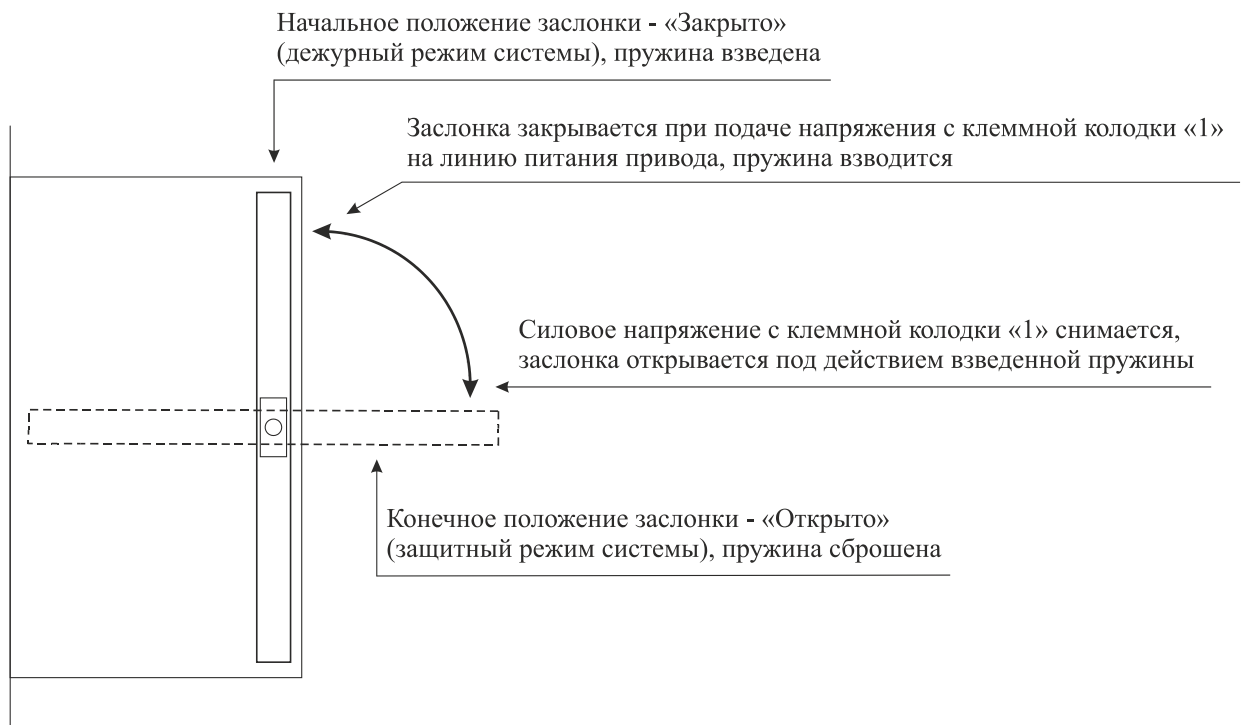 Начальное положение заслонки - «Закрыто»
(дежурный режим системы), пружина взведена
Заслонка закрывается при подаче напряжения с клеммной колодки «1»
на линию питания привода, пружина взводится
Силовое напряжение с клеммной колодки «1» снимается,
заслонка открывается под действием взведенной пружины
Конечное положение заслонки - «Открыто»
(защитный режим системы), пружина сброшена